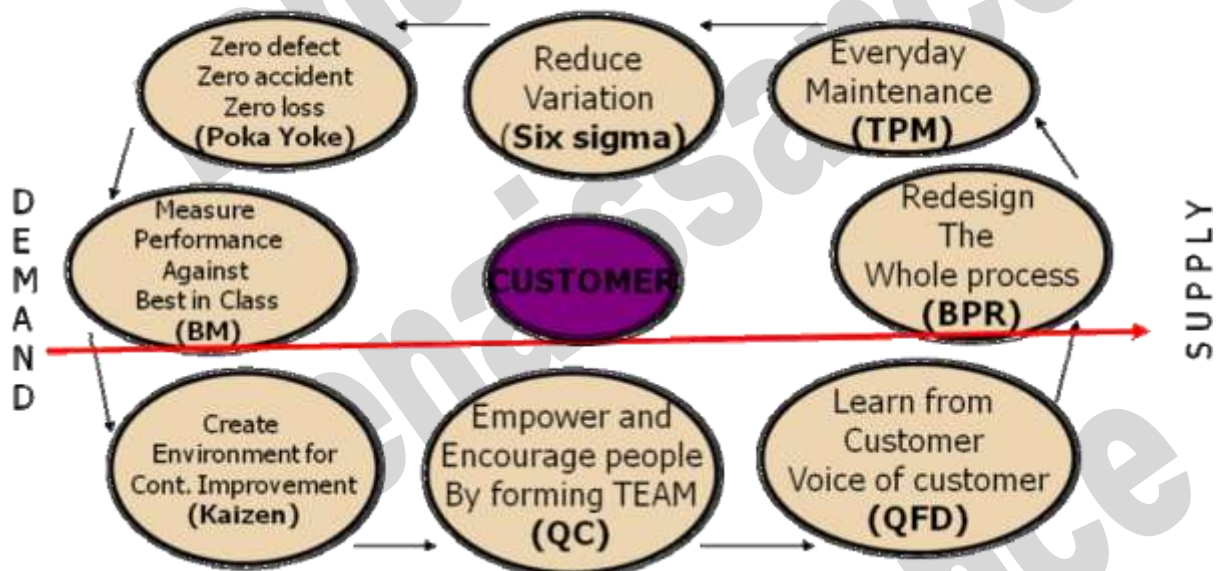 Zero defect
Zero accident
Zero loss
(Poka Yoke)
Reduce
Variation
(Six sigma)
Everyday
Maintenance
(TPM)
DEMAND
Measure
Performance
Against
Best in Class
(BM)
CUSTOMER
Redesign
The
Whole process
(BPR)
SUPPLY
Create
Environment for
Cont. Improvement
(Kaizen)
Empower and
Encourage people
By forming TEAM
(QC)
Learn from
Customer
Voice of customer
(QFD)